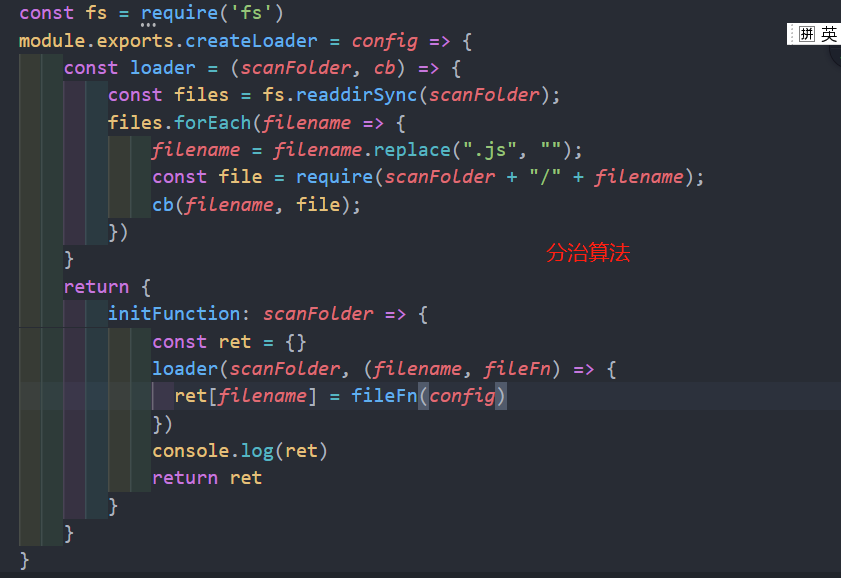 const fs = require('fs')
module.exports.createLoader = config => {
拼 英
const loader = (scanFolder, cb) => {
const files = fs.readdirSync(scanFolder);
files.forEach(filename => {
filename = filename.replace(".js", "");
const file = require(scanFolder + "/" + filename);
cb(filename, file);
})
分治算法
}
return {
initFunction: scanFolder => {
const ret = {}
loader(scanFolder, (filename, fileFn) => {
ret[filename] = fileFn(config)
})
console.log(ret)
return ret
}
}
}